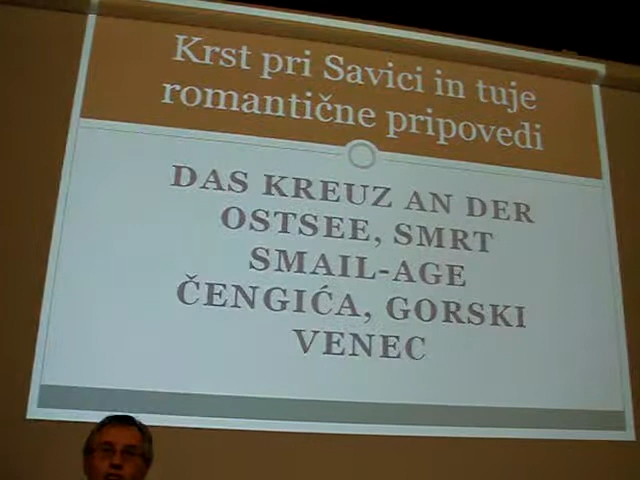 Krst pri Savici in tuje
romantične pripovedi
DAS KREUZ AN DER
OSTSEE, SMRT
SMAIL-AGE
ČENGIĆA, GORSKI
VENEC